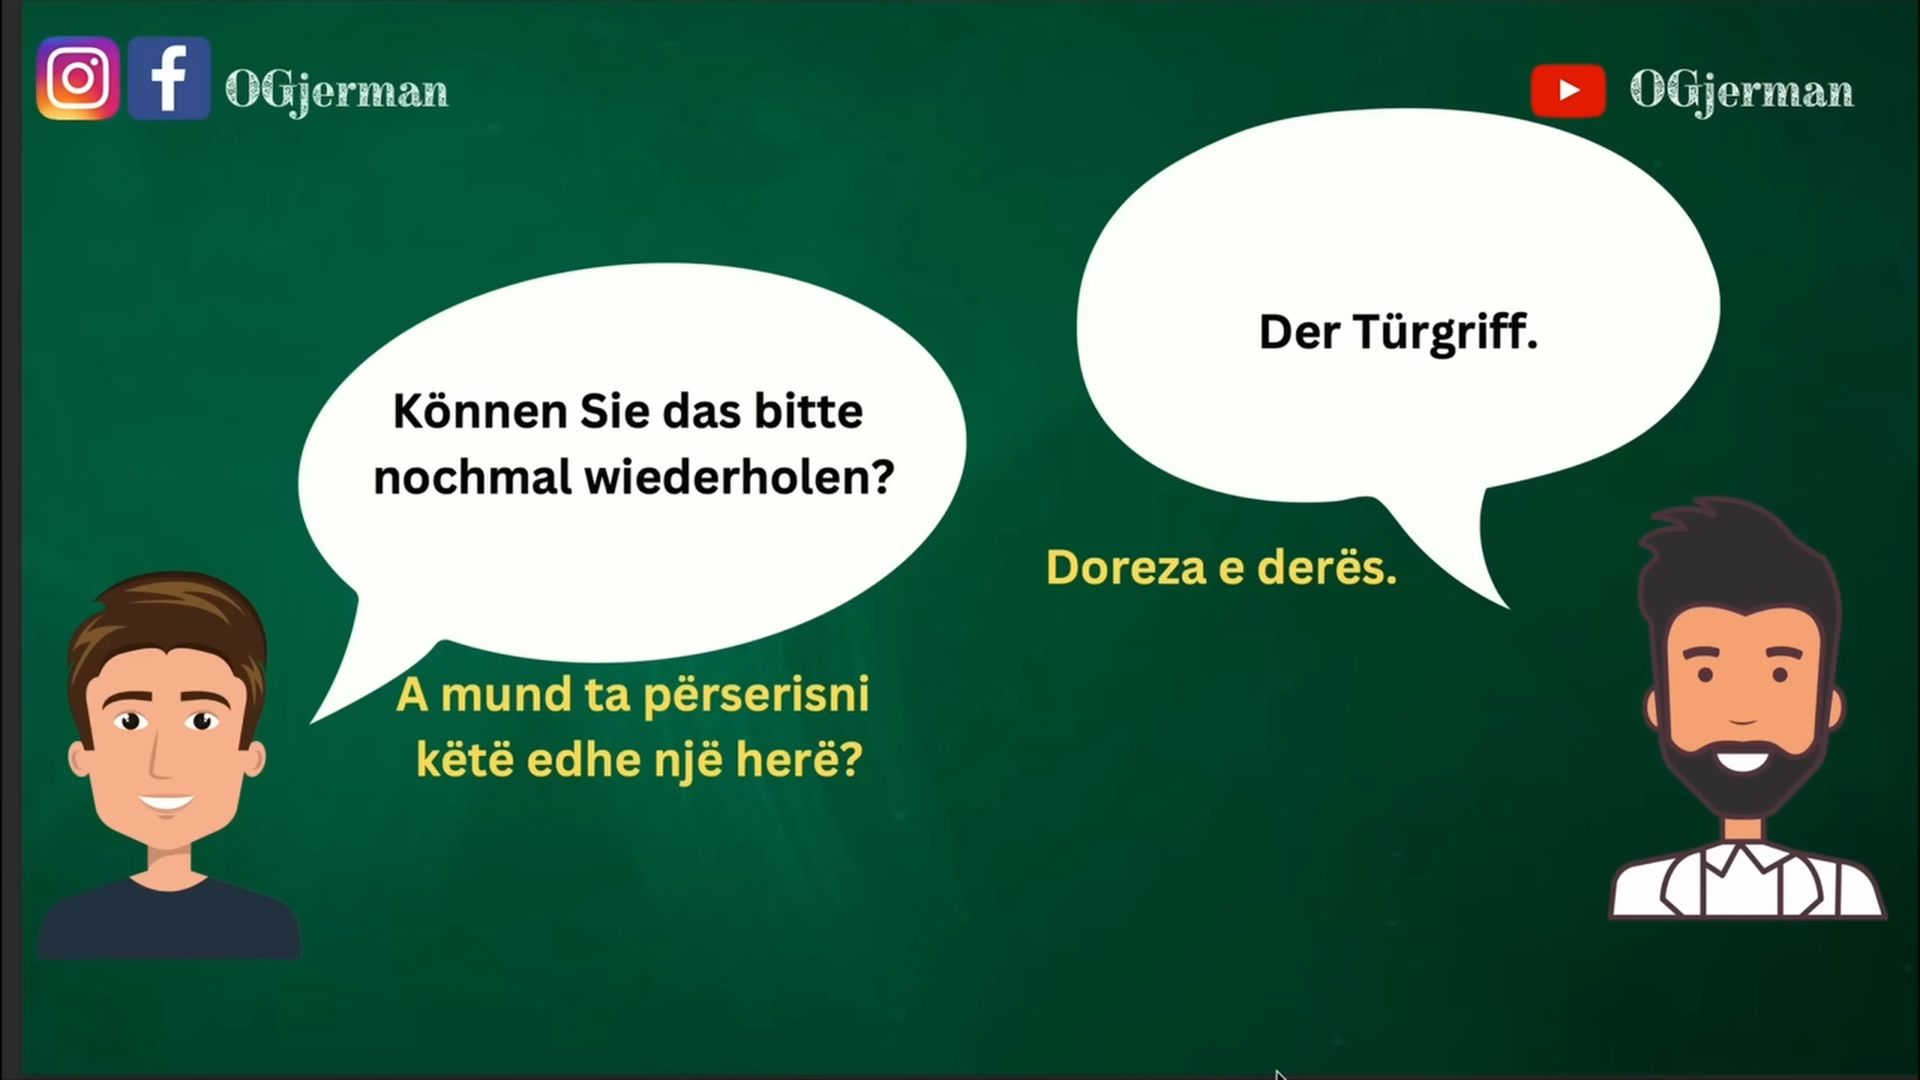 OGjerman
OGjerman
Können Sie das bitte
nochmal wiederholen?
A mund ta përserisni
këtë edhe një herë?
Der Türgriff.
Doreza e derës.